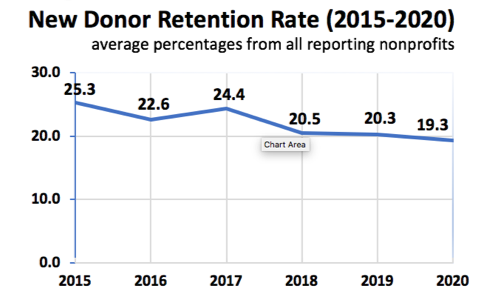 New Donor Retention Rate (2015-2020)
average percentages from all reporting nonprofits
30.0
25.3
22.6
24.4
20.5
20.3
19.3
20.0
Chart Area
10.0
0.0
2015 2016 2017 2018 2019 2020